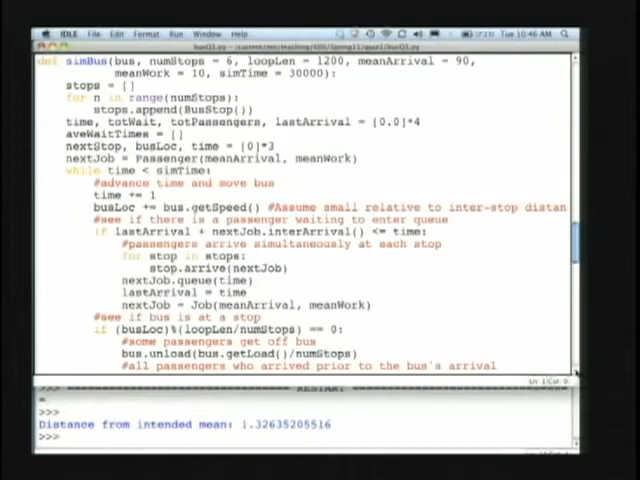 IDLE File Edit Format Run Windows Help Tue 10:46 AM
def simBus(bus, numStops = 6, loopLen = 1200, meanArrival = 90,
meanWork = 10, simTime = 30000):
stops = []
for n in range(numStops):
stops.append(BusStop())
time, totWait, totPassengers, lastArrival = [0.0]*4
aveWaitTimes = []
nextStop, busLoc, time = [0]*3
nextJob = Passenger(meanArrival, meanWork)
while time < simTime:
#advance time and move bus
time += 1
busLoc += bus.getSpeed() #Assume small relative to inter-stop distan
#see if there is a passenger waiting to enter queue
if lastArrival + nextJob.interArrival() <= time:
#passengers arrive simultaneously at each stop
for stop in stops:
stop.arrive(nextJob)
nextJob.queue(time)
lastArrival = time
nextJob = Job(meanArrival, meanWork)
#see if bus is at a stop
if (busLoc)%(loopLen/numStops) == 0:
#some passengers get off bus
bus.unload(bus.getLoad()/numStops)
#all passengers who arrived prior to the bus's arrival
RESTART
>>>
Distance from intended mean: 1.32635205516
>>>